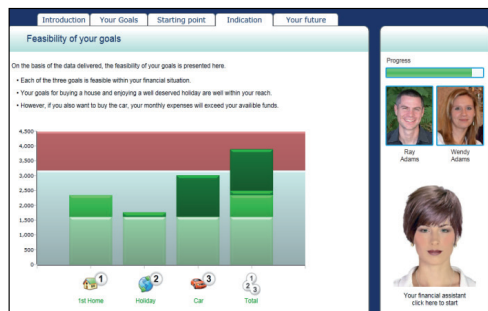 Introduction
Your Goals
Starting point
Indication
Your future
Feasibility of your goals
On the basis of the data delivered, the feasibility of your goals is presented here.
• Each of the three goals is feasible within your financial situation.
• Your goals for buying a house and enjoying a well deserved holiday are well within your reach.
• However, if you also want to buy the car, your monthly expenses will exceed your availible funds.
4,500
4,000
3,500
3,000
2,500
2,000
1,500
1,000
500
0
1
2
3
1
2
3
1st Home
Holiday
Car
Total
Progress
Ray
Adams
Wendy
Adams
Your financial assistant
click here to start